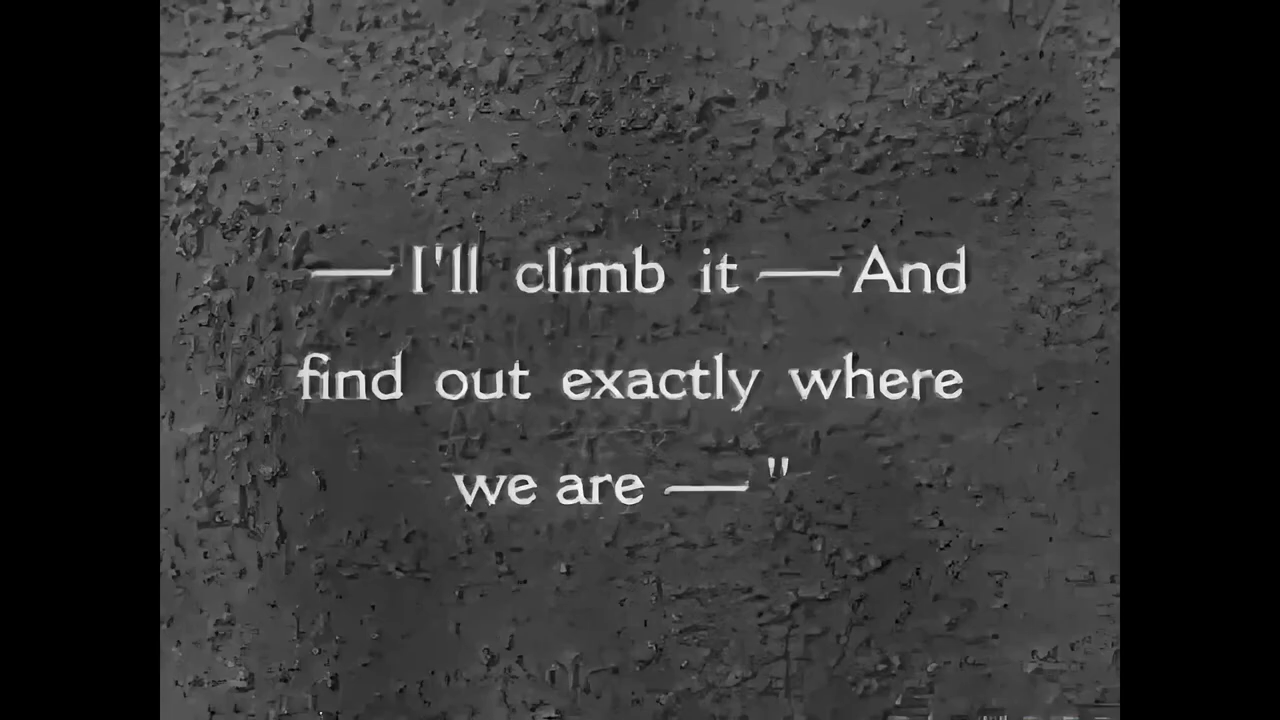 — I'll climb it — And
find out exactly where
we are — "